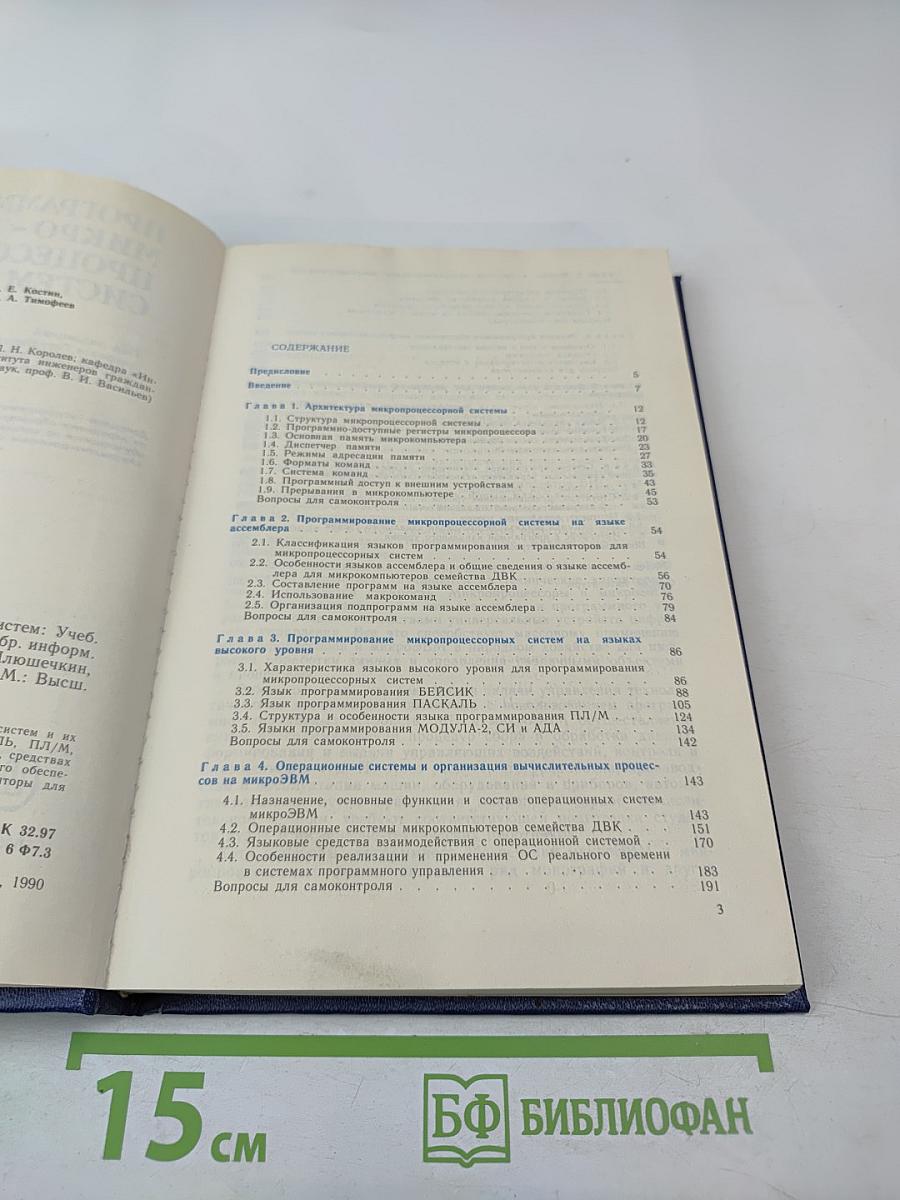 . Е. Костин,
. А. Тимофеев
. Н. Королев; кафедра «Ин-
титута инженеров граждан-
аук, проф. В. И. Васильев)
истем: Учеб.
бр. информ.
Плюшечкин,
М.: Высш.
систем и их
ЛЬ, ПЛ/М,
средствах
го обеспе-
яторы для
К 32.97
6 Ф7.3
, 1990
СОДЕРЖАНИЕ
Предисловие . . . 5
Введение . . . 7
Глава 1. Архитектура микропроцессорной системы . . . 12
1.1. Структура микропроцессорной системы . . . 12
1.2. Программно-доступные регистры микропроцессора . . . 17
1.3. Основная память микрокомпьютера . . . 20
1.4. Диспетчер памяти . . . 23
1.5. Режимы адресации памяти . . . 27
1.6. Форматы команд . . . 33
1.7. Система команд . . . 35
1.8. Программный доступ к внешним устройствам . . . 43
1.9. Прерывания в микрокомпьютере . . . 45
Вопросы для самоконтроля . . . 53
Глава 2. Программирование микропроцессорной системы на языке
ассемблера . . . 54
2.1. Классификация языков программирования и трансляторов для
микропроцессорных систем . . . 54
2.2. Особенности языков ассемблера и общие сведения о языке ассемб-
лера для микрокомпьютеров семейства ДВК . . . 56
2.3. Составление программ на языке ассемблера . . . 70
2.4. Использование макрокоманд . . . 76
2.5. Организация подпрограмм на языке ассемблера . . . 79
Вопросы для самоконтроля . . . 84
Глава 3. Программирование микропроцессорных систем на языках
высокого уровня . . . 86
3.1. Характеристика языков высокого уровня для программирования
микропроцессорных систем . . . 86
3.2. Язык программирования БЕЙСИК . . . 88
3.3. Язык программирования ПАСКАЛЬ . . . 105
3.4. Структура и особенности языка программирования ПЛ/М . . . 124
3.5. Языки программирования МОДУЛА-2, СИ и АДА . . . 134
Вопросы для самоконтроля . . . 142
Глава 4. Операционные системы и организация вычислительных процес-
сов на микроЭВМ . . . 143
4.1. Назначение, основные функции и состав операционных систем
микроЭВМ . . . 143
4.2. Операционные системы микрокомпьютеров семейства ДВК . . . 151
4.3. Языковые средства взаимодействия с операционной системой . . . 170
4.4. Особенности реализации и применения ОС реального времени
в системах программного управления . . . 183
Вопросы для самоконтроля . . . 191
3
15 см
БФ БИБЛИОФАН